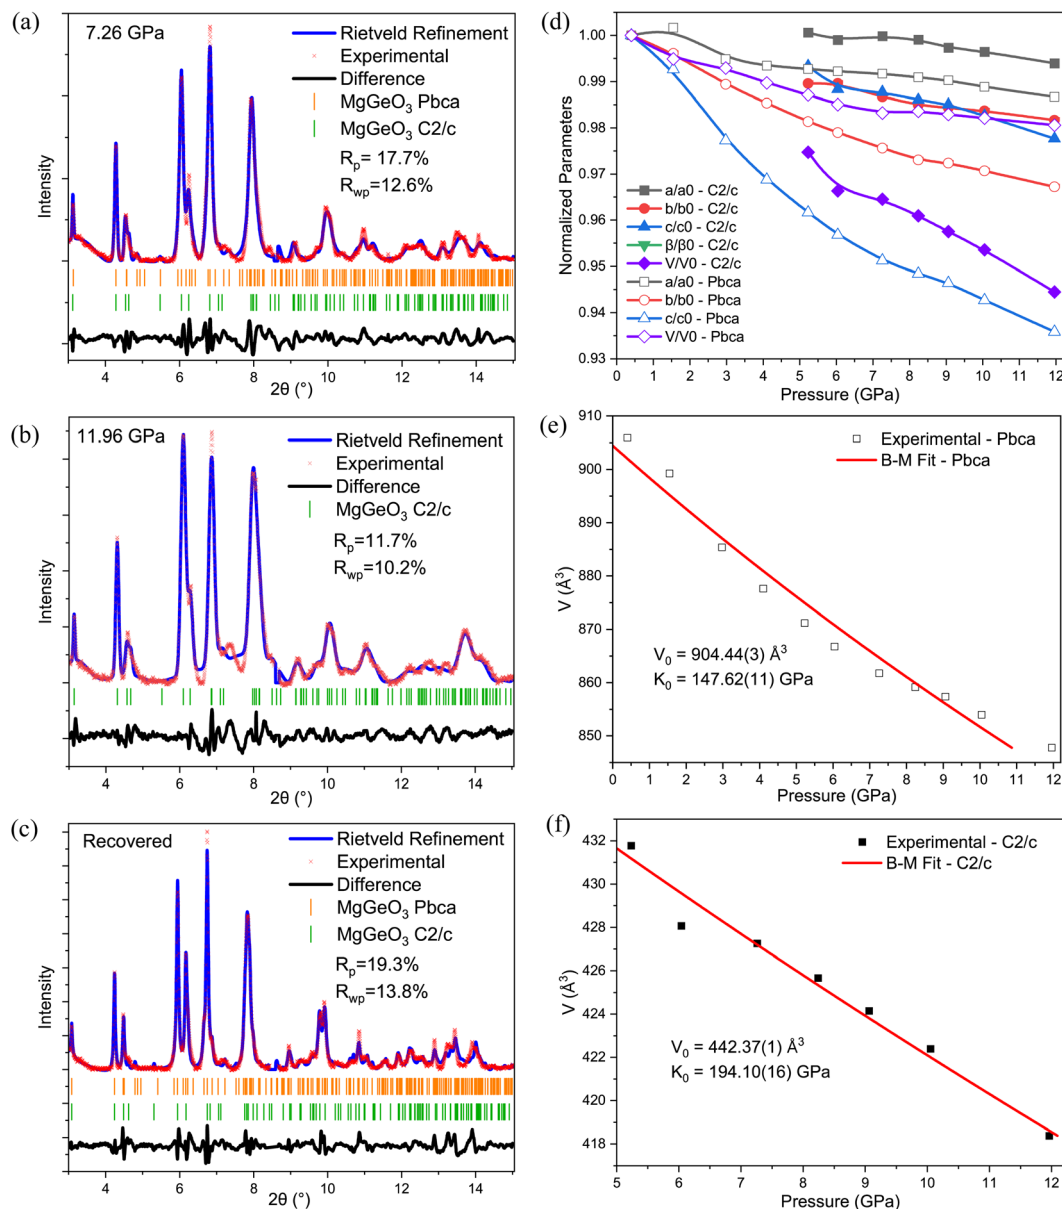 (a)
7.26 GPa
Rietveld Refinement
Experimental
Difference
MgGeO3 Pbca
MgGeO3 C2/c
Rp= 17.7%
Rwp=12.6%
Intensity
4 6 8 10 12 14
2θ (°)
(b)
11.96 GPa
Rietveld Refinement
Experimental
Difference
MgGeO3 C2/c
Rp=11.7%
Rwp=10.2%
Intensity
4 6 8 10 12 14
2θ (°)
(c)
Recovered
Rietveld Refinement
Experimental
Difference
MgGeO3 Pbca
MgGeO3 C2/c
Rp=19.3%
Rwp=13.8%
Intensity
4 6 8 10 12 14
2θ (°)
(d)
1.00
0.99
0.98
0.97
0.96
0.95
0.94
0.93
Normalized Parameters
a/a0 - C2/c
b/b0 - C2/c
c/c0 - C2/c
β/β0 - C2/c
V/V0 - C2/c
a/a0 - Pbca
b/b0 - Pbca
c/c0 - Pbca
V/V0 - Pbca
0 1 2 3 4 5 6 7 8 9 10 11 12
Pressure (GPa)
(e)
910
900
890
880
870
860
850
V (Å³)
Experimental - Pbca
B-M Fit - Pbca
V0 = 904.44(3) Å³
K0 = 147.62(11) GPa
0 1 2 3 4 5 6 7 8 9 10 11 12
Pressure (GPa)
(f)
432
430
428
426
424
422
420
418
V (Å³)
Experimental - C2/c
B-M Fit - C2/c
V0 = 442.37(1) Å³
K0 = 194.10(16) GPa
5 6 7 8 9 10 11 12
Pressure (GPa)